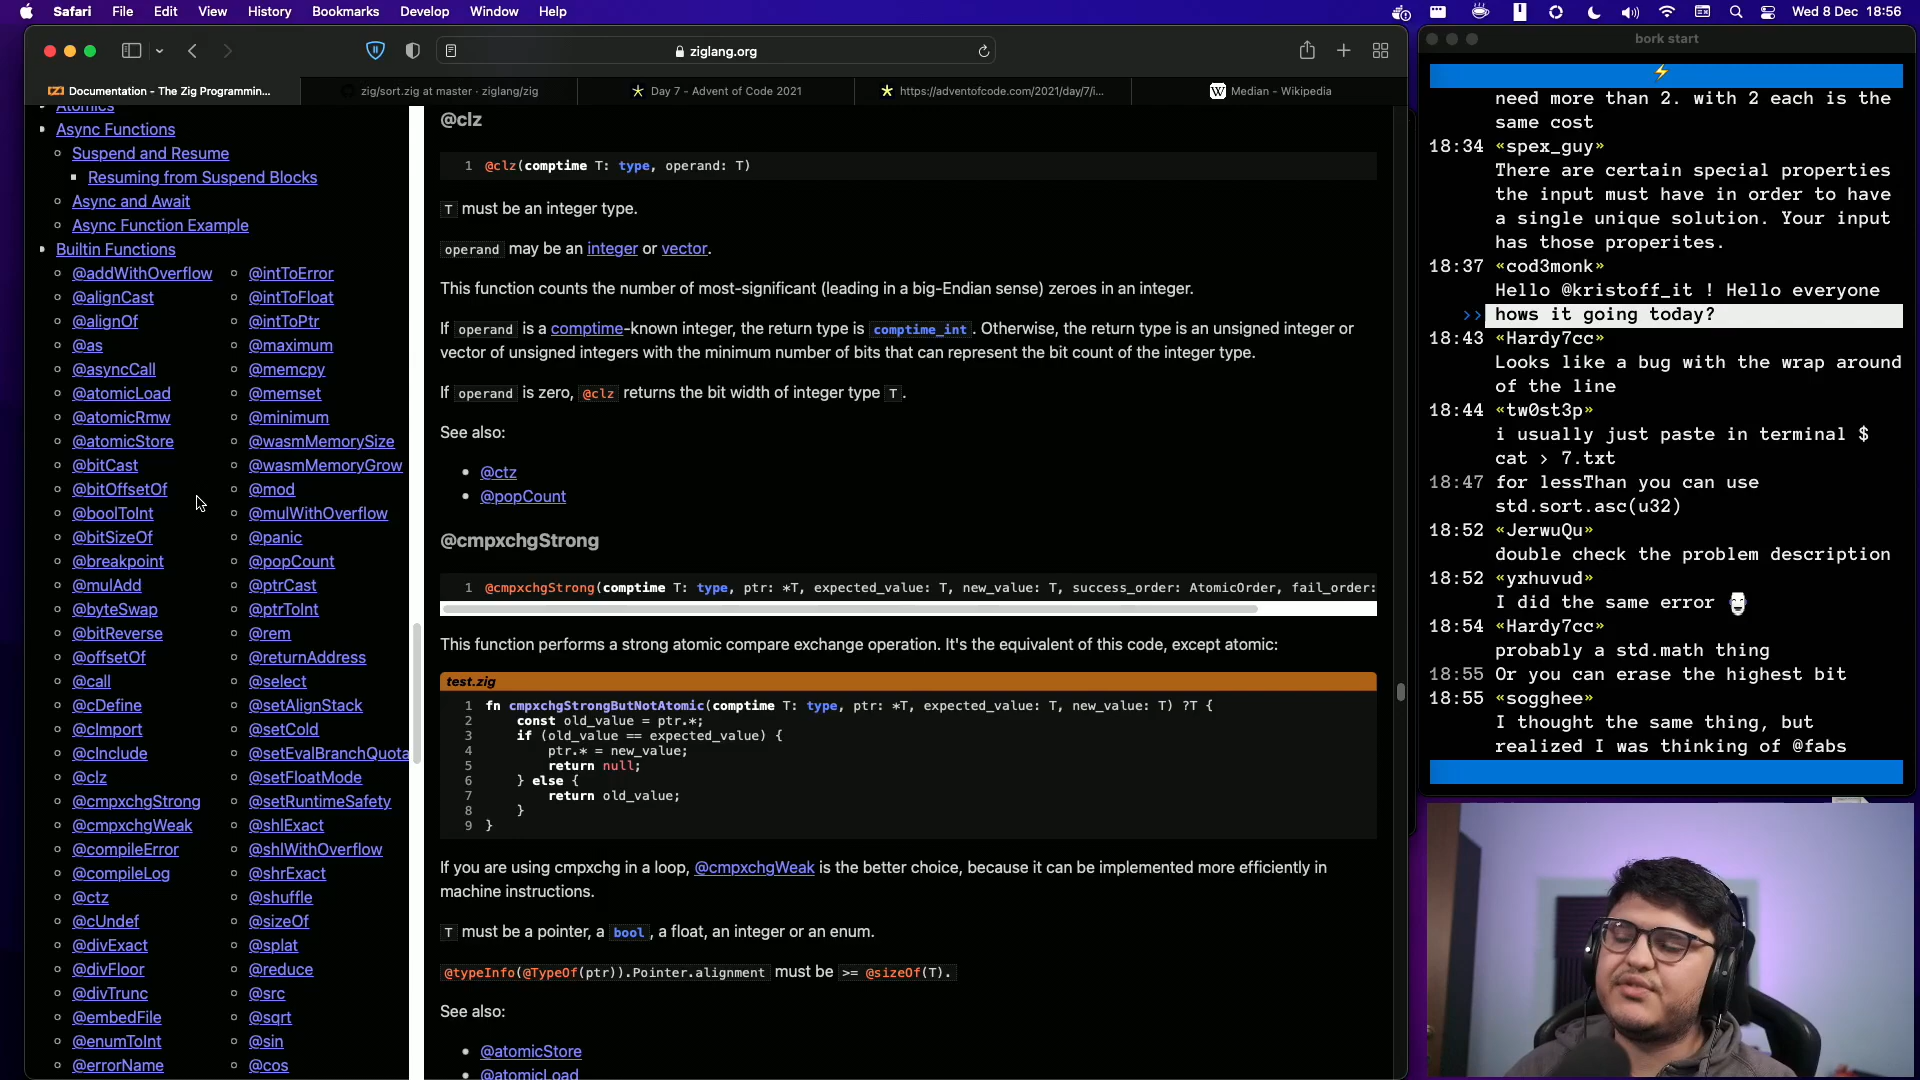 Safari File Edit View History Bookmarks Develop Window Help
Wed 8 Dec 18:56
ziglang.org
Documentation - The Zig Programmin...
zig/sort.zig at master · ziglang/zig
Day 7 - Advent of Code 2021
https://adventofcode.com/2021/day/7/i...
Median - Wikipedia
Atomics
Async Functions
Suspend and Resume
Resuming from Suspend Blocks
Async and Await
Async Function Example
Builtin Functions
@addWithOverflow
@alignCast
@alignOf
@as
@asyncCall
@atomicLoad
@atomicRmw
@atomicStore
@bitCast
@bitOffsetOf
@boolToInt
@bitSizeOf
@breakpoint
@mulAdd
@byteSwap
@bitReverse
@offsetOf
@call
@cDefine
@cImport
@cInclude
@clz
@cmpxchgStrong
@cmpxchgWeak
@compileError
@compileLog
@ctz
@cUndef
@divExact
@divFloor
@divTrunc
@embedFile
@enumToInt
@errorName
@intToError
@intToFloat
@intToPtr
@maximum
@memcpy
@memset
@minimum
@wasmMemorySize
@wasmMemoryGrow
@mod
@mulWithOverflow
@panic
@popCount
@ptrCast
@ptrToInt
@rem
@returnAddress
@select
@setAlignStack
@setCold
@setEvalBranchQuota
@setFloatMode
@setRuntimeSafety
@shlExact
@shlWithOverflow
@shrExact
@shuffle
@sizeOf
@splat
@reduce
@src
@sqrt
@sin
@cos
@clz
1 @clz(comptime T: type, operand: T)
T must be an integer type.
operand may be an integer or vector.
This function counts the number of most-significant (leading in a big-Endian sense) zeroes in an integer.
If operand is a comptime-known integer, the return type is comptime_int. Otherwise, the return type is an unsigned integer or
vector of unsigned integers with the minimum number of bits that can represent the bit count of the integer type.
If operand is zero, @clz returns the bit width of integer type T.
See also:
@ctz
@popCount
@cmpxchgStrong
1 @cmpxchgStrong(comptime T: type, ptr: *T, expected_value: T, new_value: T, success_order: AtomicOrder, fail_order:
This function performs a strong atomic compare exchange operation. It's the equivalent of this code, except atomic:
test.zig
1 fn cmpxchgStrongButNotAtomic(comptime T: type, ptr: *T, expected_value: T, new_value: T) ?T {
2 const old_value = ptr.*;
3 if (old_value == expected_value) {
4 ptr.* = new_value;
5 return null;
6 } else {
7 return old_value;
8 }
9 }
If you are using cmpxchg in a loop, @cmpxchgWeak is the better choice, because it can be implemented more efficiently in
machine instructions.
T must be a pointer, a bool, a float, an integer or an enum.
@typeInfo(@TypeOf(ptr)).Pointer.alignment must be >= @sizeOf(T).
See also:
@atomicStore
@atomicLoad
bork start
need more than 2. with 2 each is the
same cost
18:34 «spex_guy»
There are certain special properties
the input must have in order to have
a single unique solution. Your input
has those properites.
18:37 «cod3monk»
Hello @kristoff_it ! Hello everyone
>> hows it going today?
18:43 «Hardy7cc»
Looks like a bug with the wrap around
of the line
18:44 «tw0st3p»
i usually just paste in terminal $
cat > 7.txt
18:47 for lessThan you can use
std.sort.asc(u32)
18:52 «JerwuQu»
double check the problem description
18:52 «yxhuvud»
I did the same error
18:54 «Hardy7cc»
probably a std.math thing
18:55 Or you can erase the highest bit
18:55 «sogghee»
I thought the same thing, but
realized I was thinking of @fabs